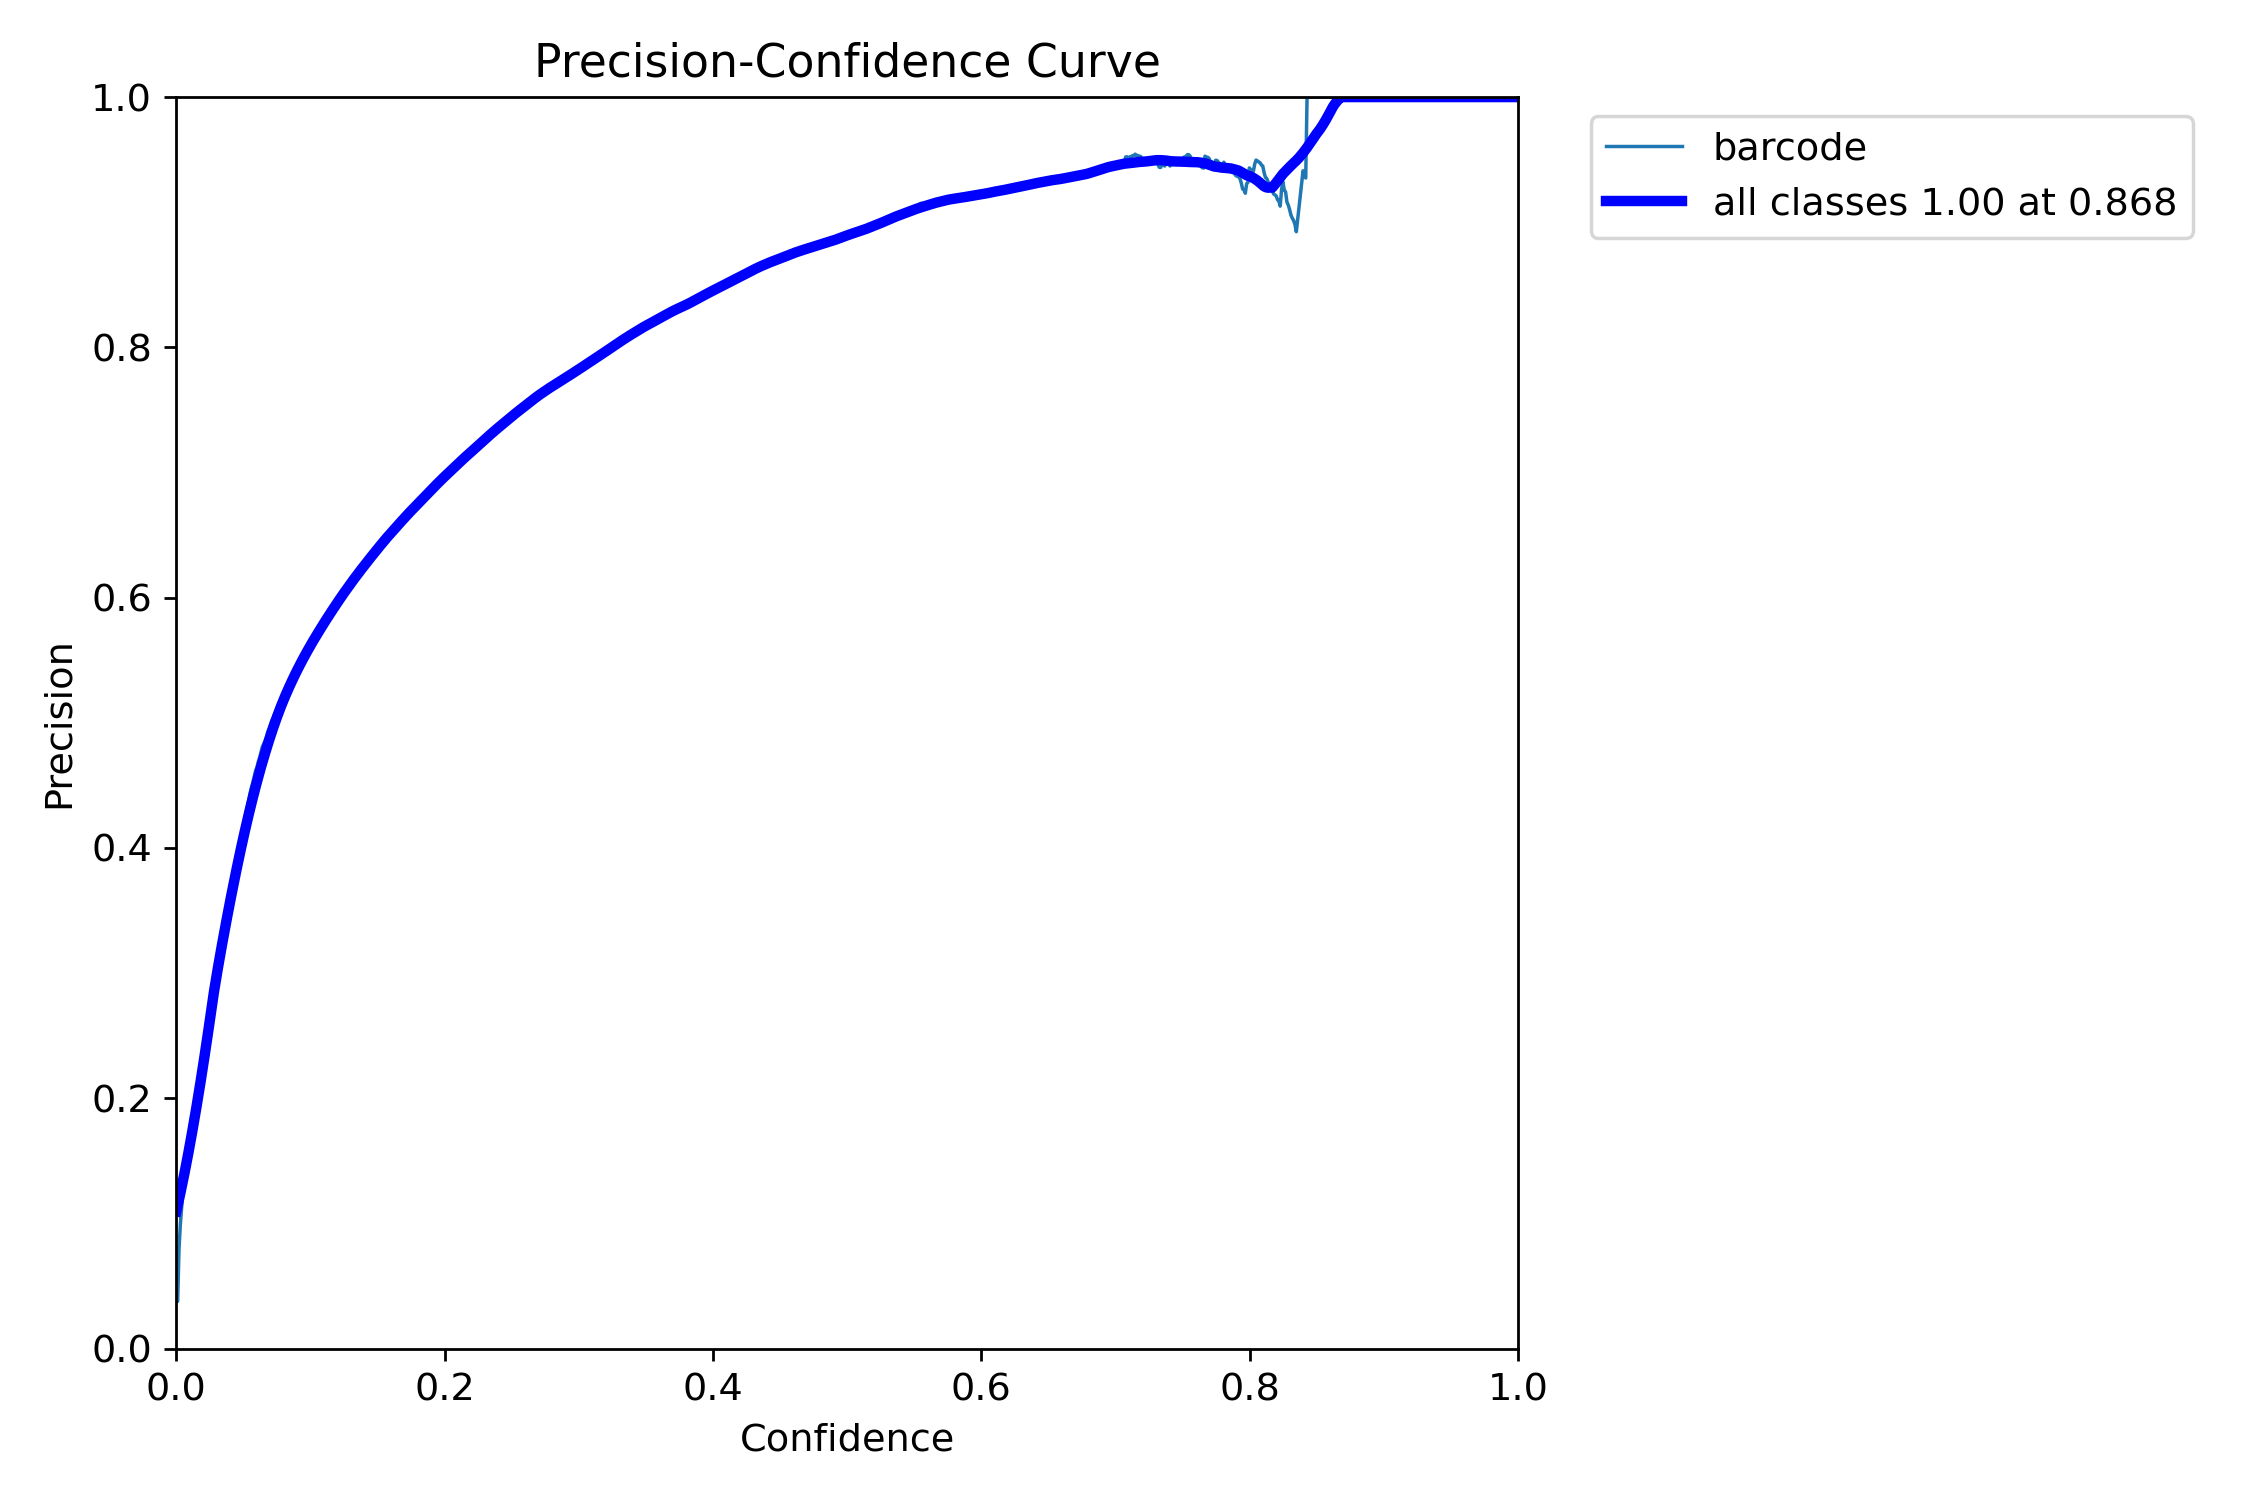 Precision-Confidence Curve
1.0
0.8
0.6
0.4
0.2
0.0
Precision
0.0 0.2 0.4 0.6 0.8 1.0
Confidence
barcode
all classes 1.00 at 0.868